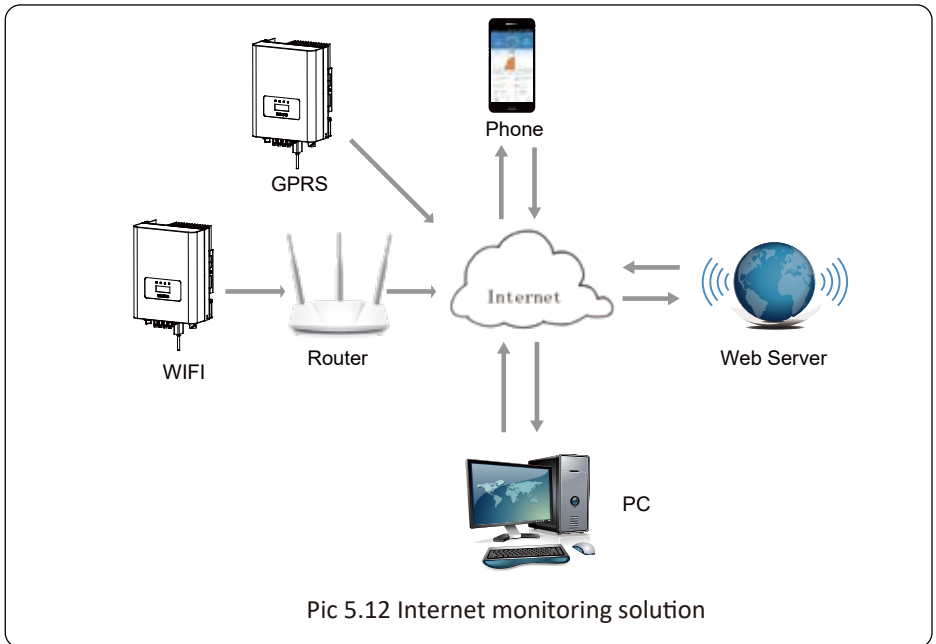 Phone
GPRS
Internet
WIFI
Router
Web Server
PC
Pic 5.12 Internet monitoring solution